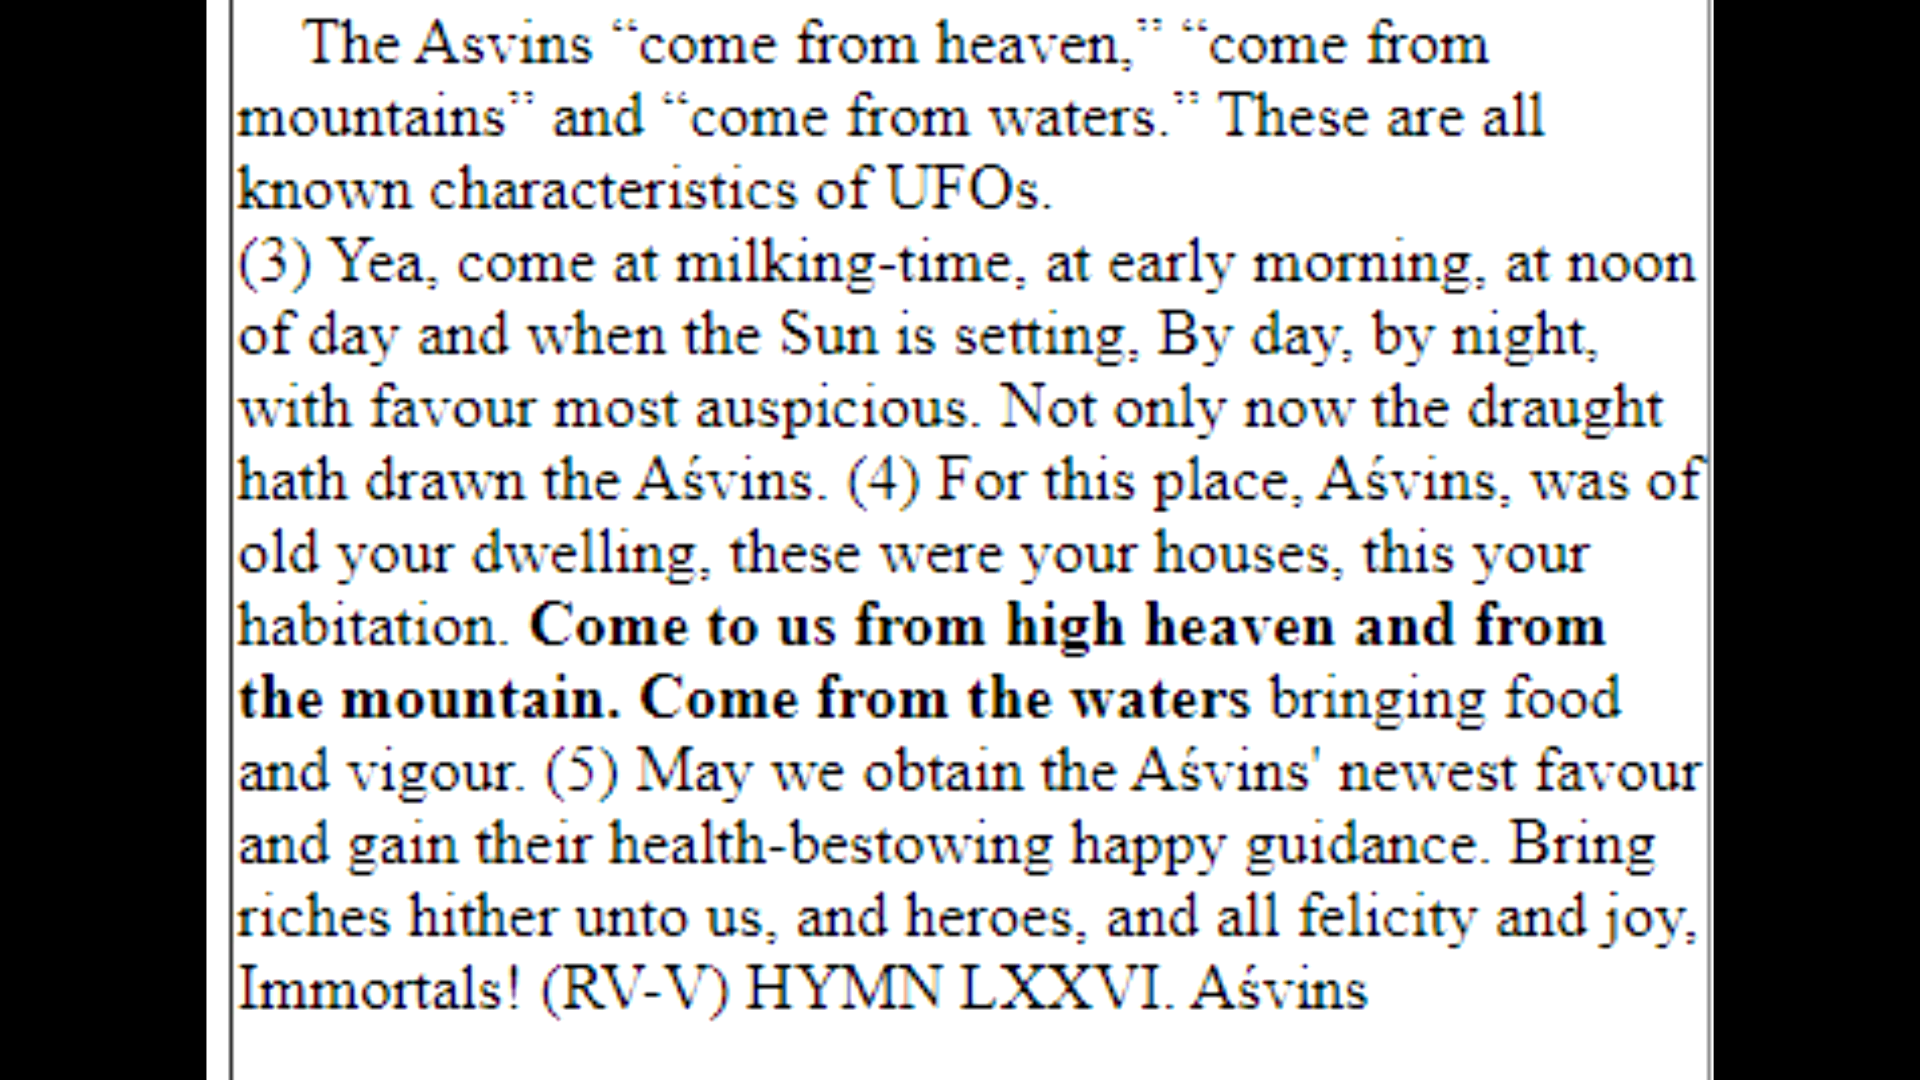 The Asvins “come from heaven,” “come from
mountains” and “come from waters.” These are all
known characteristics of UFOs.
(3) Yea, come at milking-time, at early morning, at noon
of day and when the Sun is setting, By day, by night,
with favour most auspicious. Not only now the draught
hath drawn the Aśvins. (4) For this place, Aśvins, was of
old your dwelling, these were your houses, this your
habitation. Come to us from high heaven and from
the mountain. Come from the waters bringing food
and vigour. (5) May we obtain the Aśvins' newest favour
and gain their health-bestowing happy guidance. Bring
riches hither unto us, and heroes, and all felicity and joy,
Immortals! (RV-V) HYMN LXXVI. Aśvins